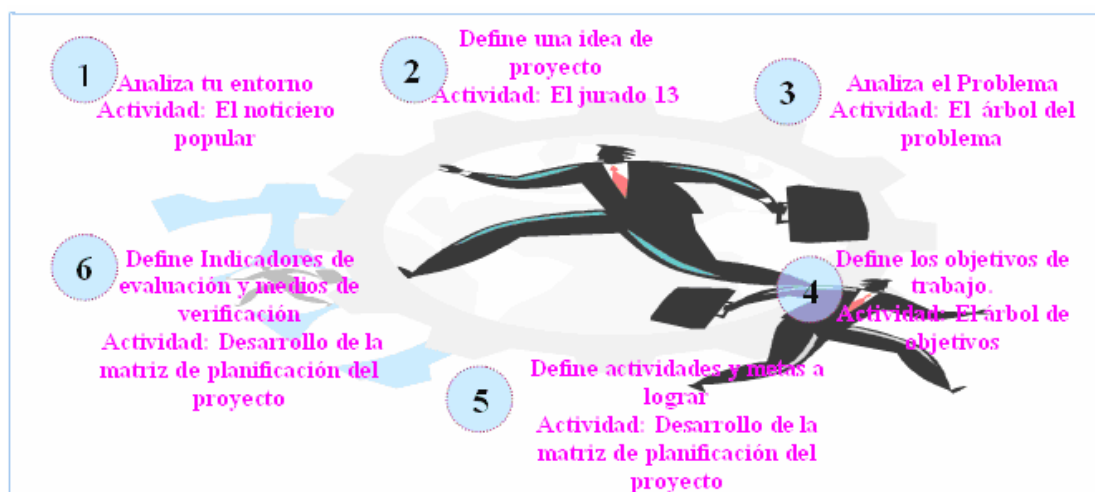 1
Analiza tu entorno
Actividad: El noticiero
popular
2
Define una idea de
proyecto
Actividad: El jurado 13
3
Analiza el Problema
Actividad: El árbol del
problema
4
Define los objetivos de
trabajo.
Actividad: El árbol de
objetivos
5
Define actividades y metas a
lograr
Actividad: Desarrollo de la
matriz de planificación del
proyecto
6
Define Indicadores de
evaluación y medios de
verificación
Actividad: Desarrollo de la
matriz de planificación del
proyecto